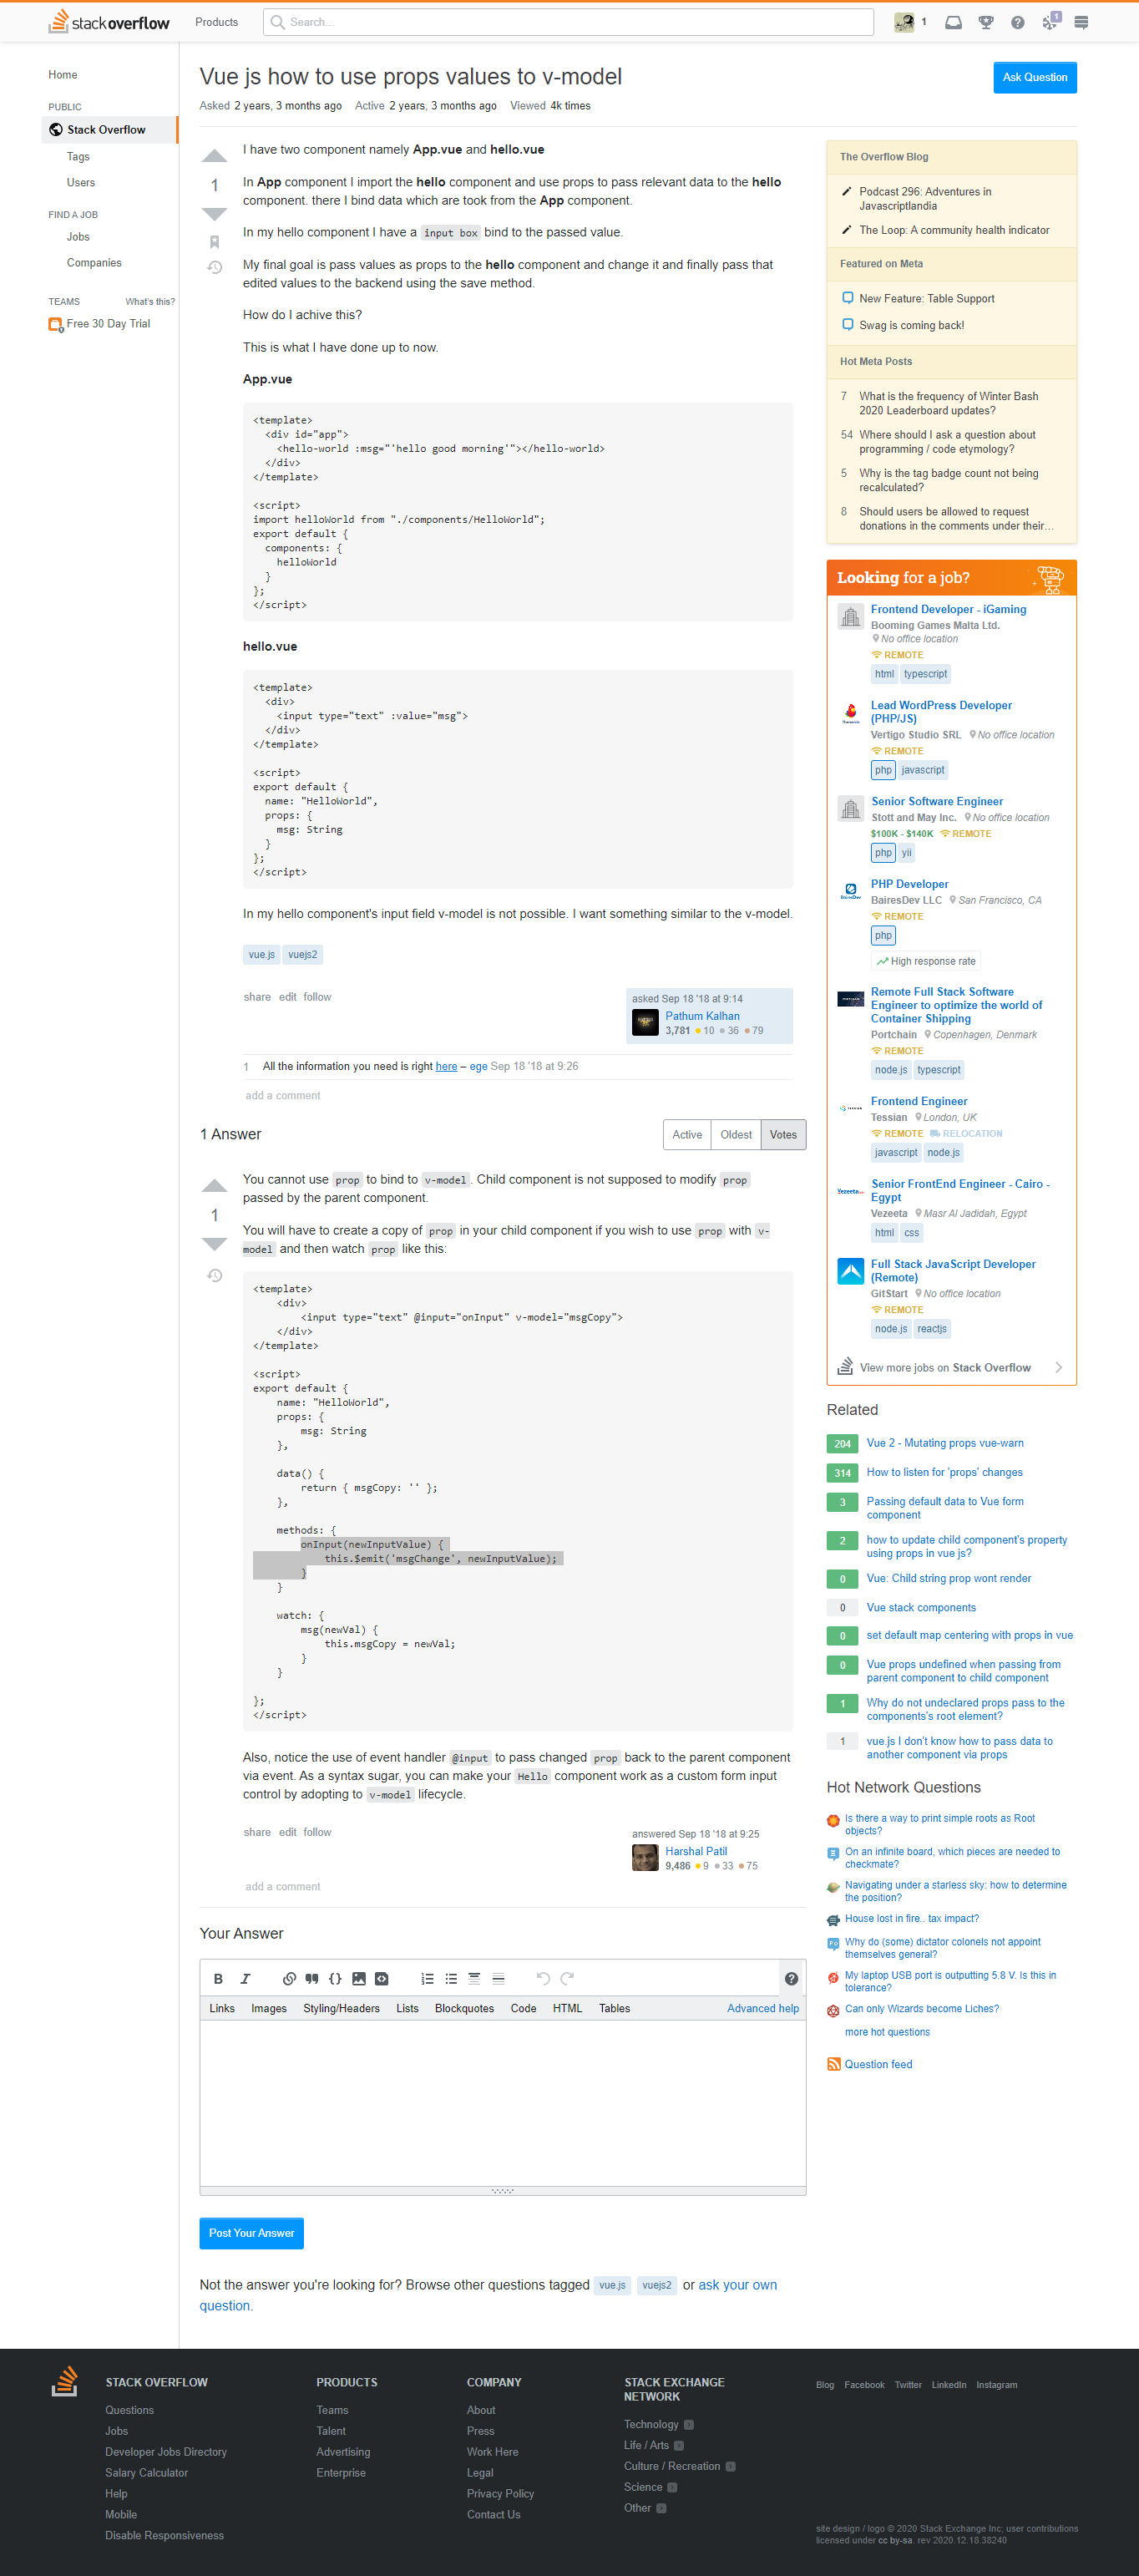 stackoverflow
Products
Search...
1
1
Home
PUBLIC
Stack Overflow
Tags
Users
FIND A JOB
Jobs
Companies
TEAMS
What's this?
Free 30 Day Trial
Vue js how to use props values to v-model
Ask Question
Asked 2 years, 3 months ago Active 2 years, 3 months ago Viewed 4k times
1
I have two component namely App.vue and hello.vue
In App component I import the hello component and use props to pass relevant data to the hello
component. there I bind data which are took from the App component.
In my hello component I have a input box bind to the passed value.
My final goal is pass values as props to the hello component and change it and finally pass that
edited values to the backend using the save method.
How do I achive this?
This is what I have done up to now.
App.vue
<template>
  <div id="app">
    <hello-world :msg="'hello good morning'"></hello-world>
  </div>
</template>
<script>
import helloWorld from "./components/HelloWorld";
export default {
  components: {
    helloWorld
  }
};
</script>
hello.vue
<template>
  <div>
    <input type="text" :value="msg">
  </div>
</template>
<script>
export default {
  name: "HelloWorld",
  props: {
    msg: String
  }
};
</script>
In my hello component's input field v-model is not possible. I want something similar to the v-model.
vue.js vuejs2
share edit follow
asked Sep 18 '18 at 9:14
Pathum Kalhan
3,781 10 36 79
1 All the information you need is right here – ege Sep 18 '18 at 9:26
add a comment
1 Answer
Active Oldest Votes
1
You cannot use prop to bind to v-model. Child component is not supposed to modify prop
passed by the parent component.
You will have to create a copy of prop in your child component if you wish to use prop with v-
model and then watch prop like this:
<template>
    <div>
        <input type="text" @input="onInput" v-model="msgCopy">
    </div>
</template>
<script>
export default {
    name: "HelloWorld",
    props: {
        msg: String
    },
    data() {
        return { msgCopy: '' };
    },
    methods: {
        onInput(newInputValue) {
            this.$emit('msgChange', newInputValue);
        }
    }
    watch: {
        msg(newVal) {
            this.msgCopy = newVal;
        }
    }
};
</script>
Also, notice the use of event handler @input to pass changed prop back to the parent component
via event. As a syntax sugar, you can make your Hello component work as a custom form input
control by adopting to v-model lifecycle.
share edit follow
answered Sep 18 '18 at 9:25
Harshal Patil
9,486 9 33 75
add a comment
Your Answer
B I
Links Images Styling/Headers Lists Blockquotes Code HTML Tables Advanced help
Post Your Answer
Not the answer you're looking for? Browse other questions tagged vue.js vuejs2 or ask your own
question.
The Overflow Blog
Podcast 296: Adventures in
Javascriptlandia
The Loop: A community health indicator
Featured on Meta
New Feature: Table Support
Swag is coming back!
Hot Meta Posts
7 What is the frequency of Winter Bash
2020 Leaderboard updates?
54 Where should I ask a question about
programming / code etymology?
5 Why is the tag badge count not being
recalculated?
8 Should users be allowed to request
donations in the comments under their…
Looking for a job?
Frontend Developer - iGaming
Booming Games Malta Ltd.
No office location
REMOTE
html typescript
Lead WordPress Developer
(PHP/JS)
Vertigo Studio SRL No office location
REMOTE
php javascript
Senior Software Engineer
Stott and May Inc. No office location
$100K - $140K REMOTE
php yii
PHP Developer
BairesDev LLC San Francisco, CA
REMOTE
php
High response rate
Remote Full Stack Software
Engineer to optimize the world of
Container Shipping
Portchain Copenhagen, Denmark
REMOTE
node.js typescript
Frontend Engineer
Tessian London, UK
REMOTE RELOCATION
javascript node.js
Senior FrontEnd Engineer - Cairo -
Egypt
Vezeeta Masr Al Jadidah, Egypt
html css
Full Stack JavaScript Developer
(Remote)
GitStart No office location
REMOTE
node.js reactjs
View more jobs on Stack Overflow
Related
204 Vue 2 - Mutating props vue-warn
314 How to listen for 'props' changes
3 Passing default data to Vue form
component
2 how to update child component's property
using props in vue js?
0 Vue: Child string prop wont render
0 Vue stack components
0 set default map centering with props in vue
0 Vue props undefined when passing from
parent component to child component
1 Why do not undeclared props pass to the
components's root element?
1 vue.js I don't know how to pass data to
another component via props
Hot Network Questions
Is there a way to print simple roots as Root
objects?
On an infinite board, which pieces are needed to
checkmate?
Navigating under a starless sky: how to determine
the position?
House lost in fire.. tax impact?
Why do (some) dictator colonels not appoint
themselves general?
My laptop USB port is outputting 5.8 V. Is this in
tolerance?
Can only Wizards become Liches?
more hot questions
Question feed
STACK OVERFLOW
Questions
Jobs
Developer Jobs Directory
Salary Calculator
Help
Mobile
Disable Responsiveness
PRODUCTS
Teams
Talent
Advertising
Enterprise
COMPANY
About
Press
Work Here
Legal
Privacy Policy
Contact Us
STACK EXCHANGE
NETWORK
Technology
Life / Arts
Culture / Recreation
Science
Other
Blog Facebook Twitter LinkedIn Instagram
site design / logo © 2020 Stack Exchange Inc; user contributions
licensed under cc by-sa. rev 2020.12.18.38240